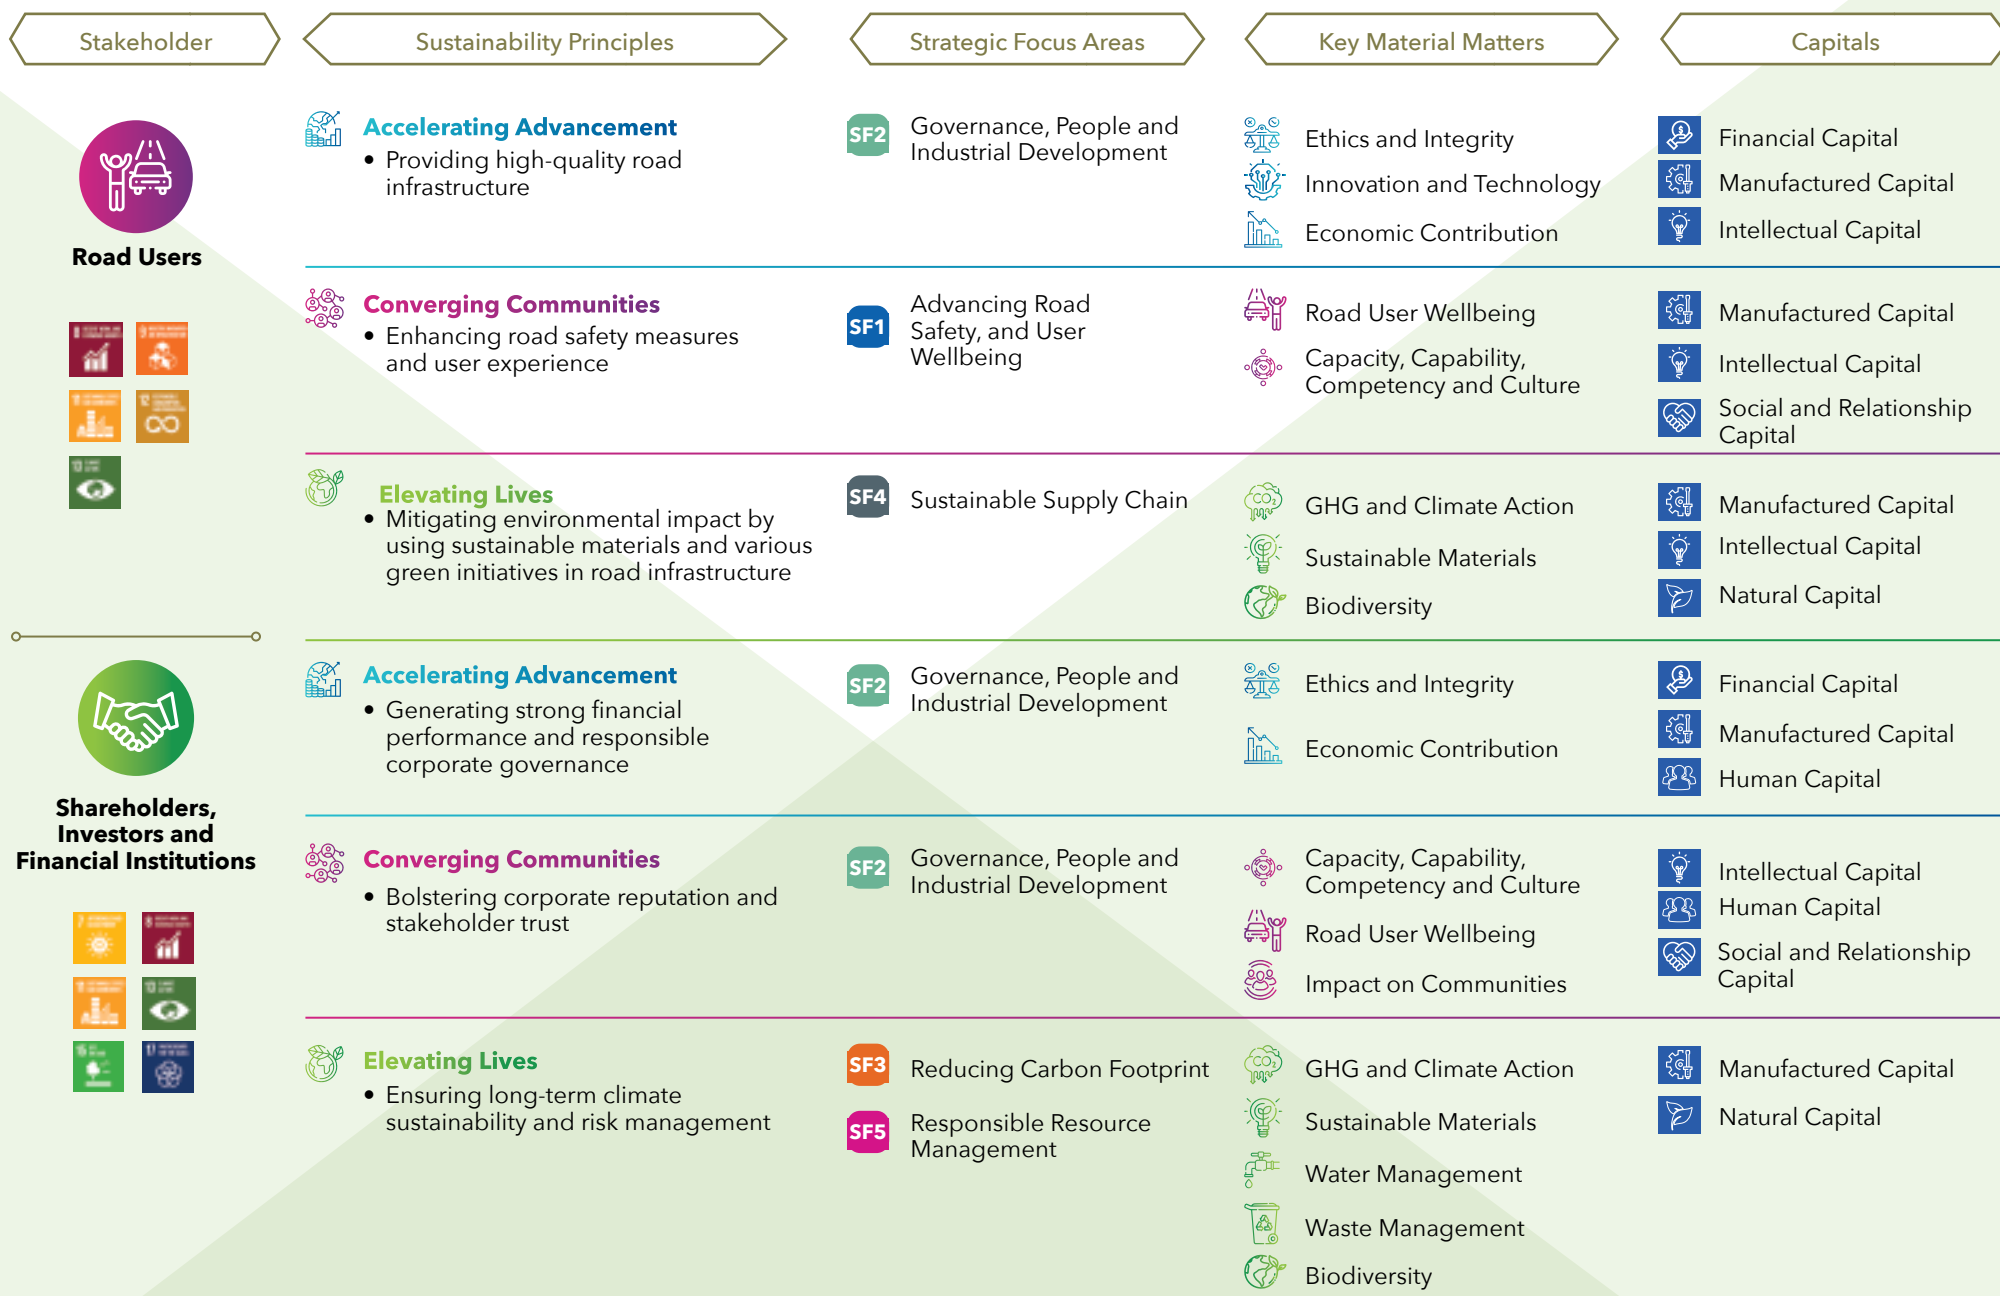 Stakeholder
Sustainability Principles
Strategic Focus Areas
Key Material Matters
Capitals
Road Users
Accelerating Advancement
• Providing high-quality road
infrastructure
SF2
Governance, People and
Industrial Development
Ethics and Integrity
Innovation and Technology
Economic Contribution
Financial Capital
Manufactured Capital
Intellectual Capital
Converging Communities
• Enhancing road safety measures
and user experience
SF1
Advancing Road
Safety, and User
Wellbeing
Road User Wellbeing
Capacity, Capability,
Competency and Culture
Manufactured Capital
Intellectual Capital
Social and Relationship
Capital
Elevating Lives
• Mitigating environmental impact by
using sustainable materials and various
green initiatives in road infrastructure
SF4
Sustainable Supply Chain
CO2
GHG and Climate Action
Sustainable Materials
Biodiversity
Manufactured Capital
Intellectual Capital
Natural Capital
Shareholders,
Investors and
Financial Institutions
Accelerating Advancement
• Generating strong financial
performance and responsible
corporate governance
SF2
Governance, People and
Industrial Development
Ethics and Integrity
Economic Contribution
Financial Capital
Manufactured Capital
Human Capital
Converging Communities
• Bolstering corporate reputation and
stakeholder trust
SF2
Governance, People and
Industrial Development
Capacity, Capability,
Competency and Culture
Road User Wellbeing
Impact on Communities
Intellectual Capital
Human Capital
Social and Relationship
Capital
Elevating Lives
• Ensuring long-term climate
sustainability and risk management
SF3
Reducing Carbon Footprint
SF5
Responsible Resource
Management
CO2
GHG and Climate Action
Sustainable Materials
Water Management
Waste Management
Biodiversity
Manufactured Capital
Natural Capital